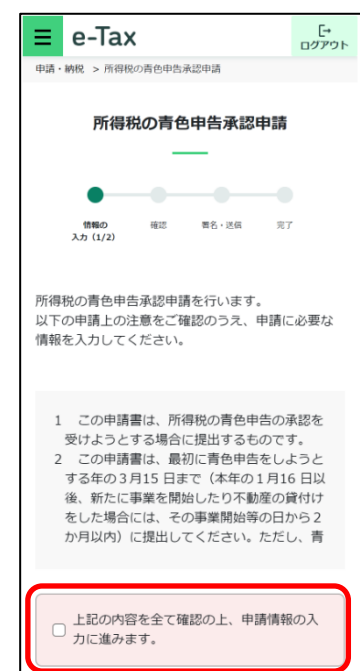 e-Tax
ログアウト
申請・納税 > 所得税の青色申告承認申請
所得税の青色申告承認申請
情報の
入力 (1/2)
確認
署名・送信
完了
所得税の青色申告承認申請を行います。
以下の申請上の注意をご確認のうえ、申請に必要な
情報を入力してください。
1 この申請書は、所得税の青色申告の承認を
受けようとする場合に提出するものです。
2 この申請書は、最初に青色申告をしようと
する年の3月15 日まで（本年の1月16 日以
後、新たに事業を開始したり不動産の貸付け
をした場合には、その事業開始等の日から2
か月以内）に提出してください。ただし、青
上記の内容を全て確認の上、申請情報の入
力に進みます。